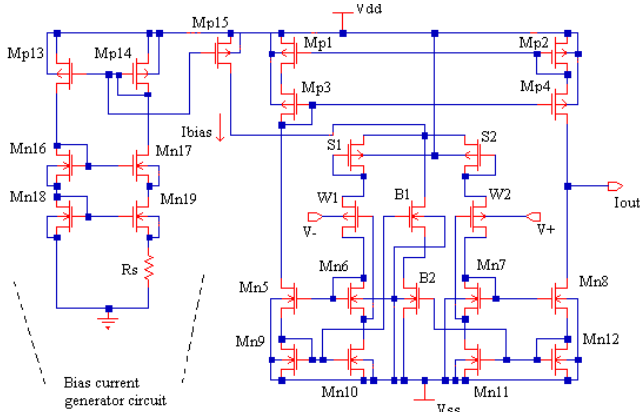 Vdd
Mp15
Mp13
Mp14
Mp1
Mp2
Mp3
Mp4
Ibias
S1
S2
Mn16
Mn17
Mn18
Mn19
W1
B1
W2
Iout
V-
V+
Rs
Mn6
Mn7
Mn5
B2
Mn8
Mn9
Mn12
Mn10
Mn11
Vss
Bias current
generator circuit